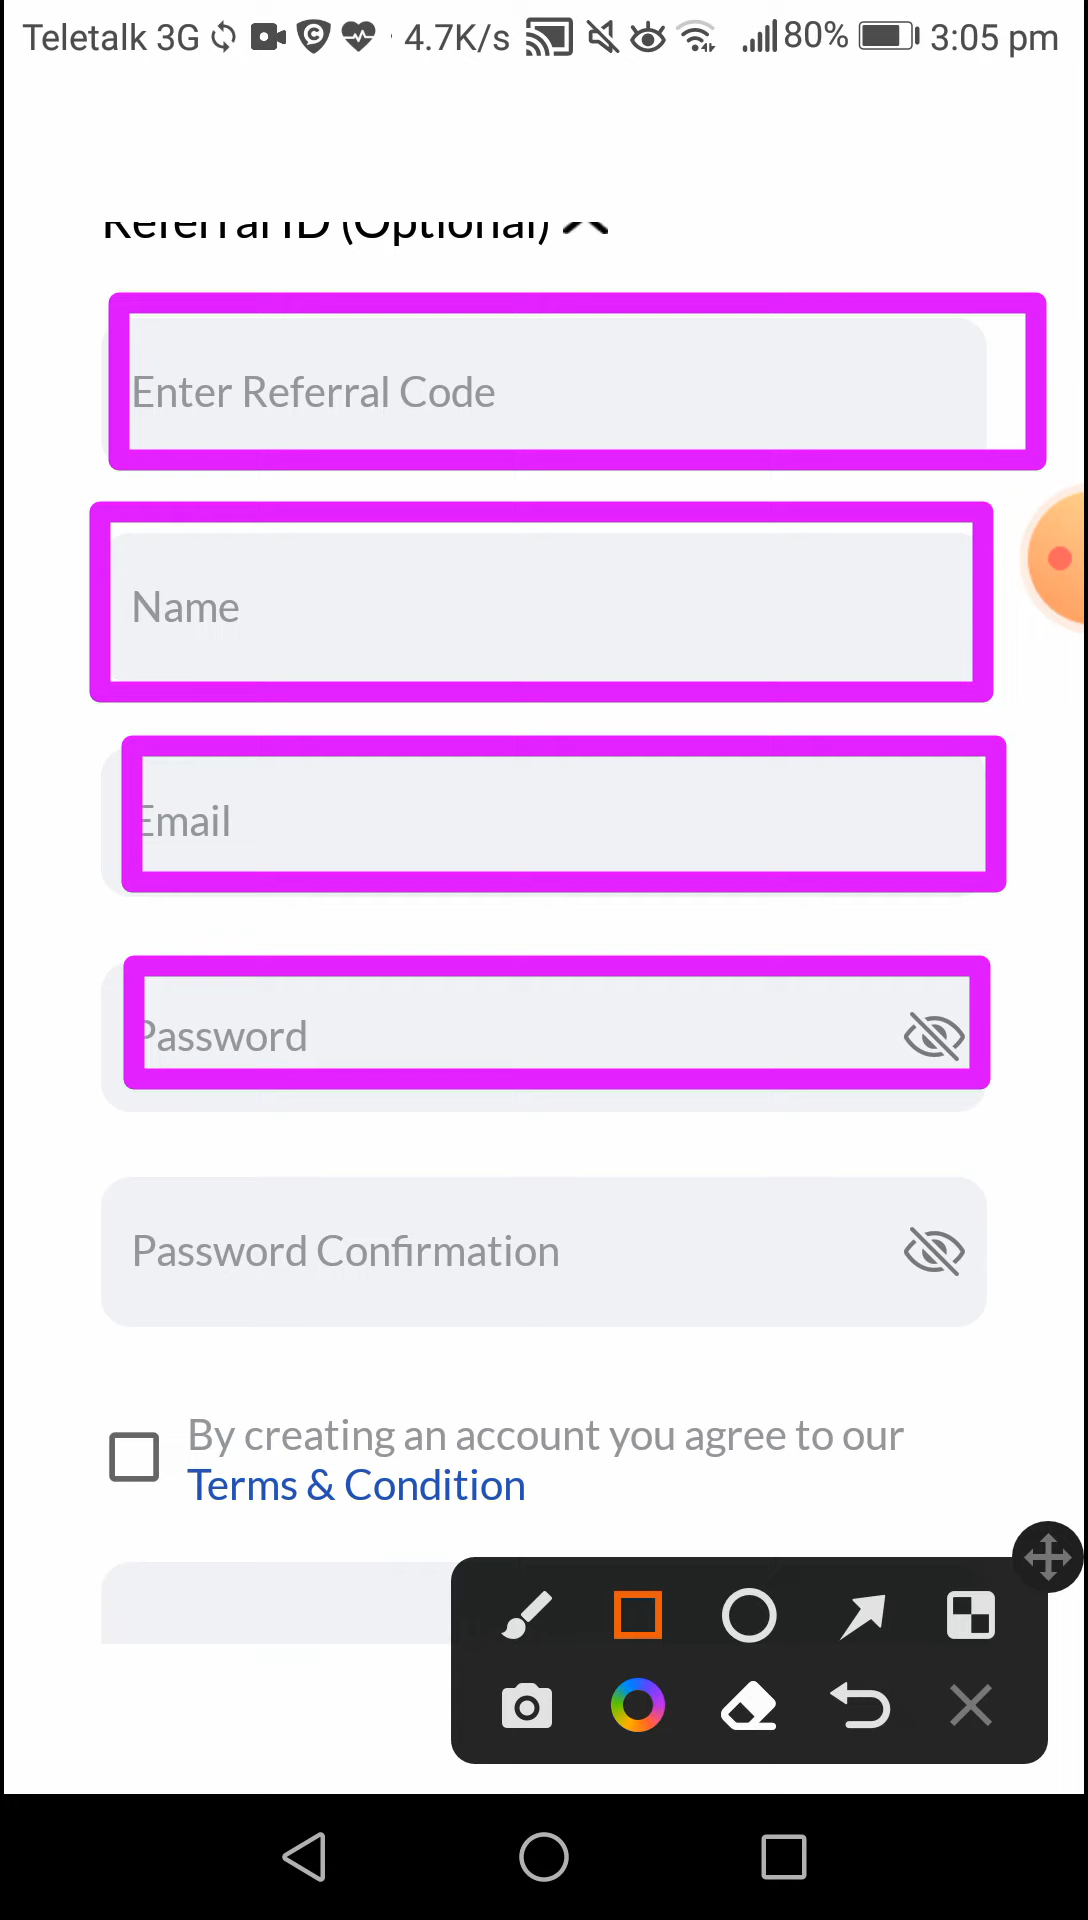 Teletalk 3G 4.7K/s 80% 3:05 pm
Referral ID (Optional)
Enter Referral Code
Name
Email
Password
Password Confirmation
By creating an account you agree to our
Terms & Condition